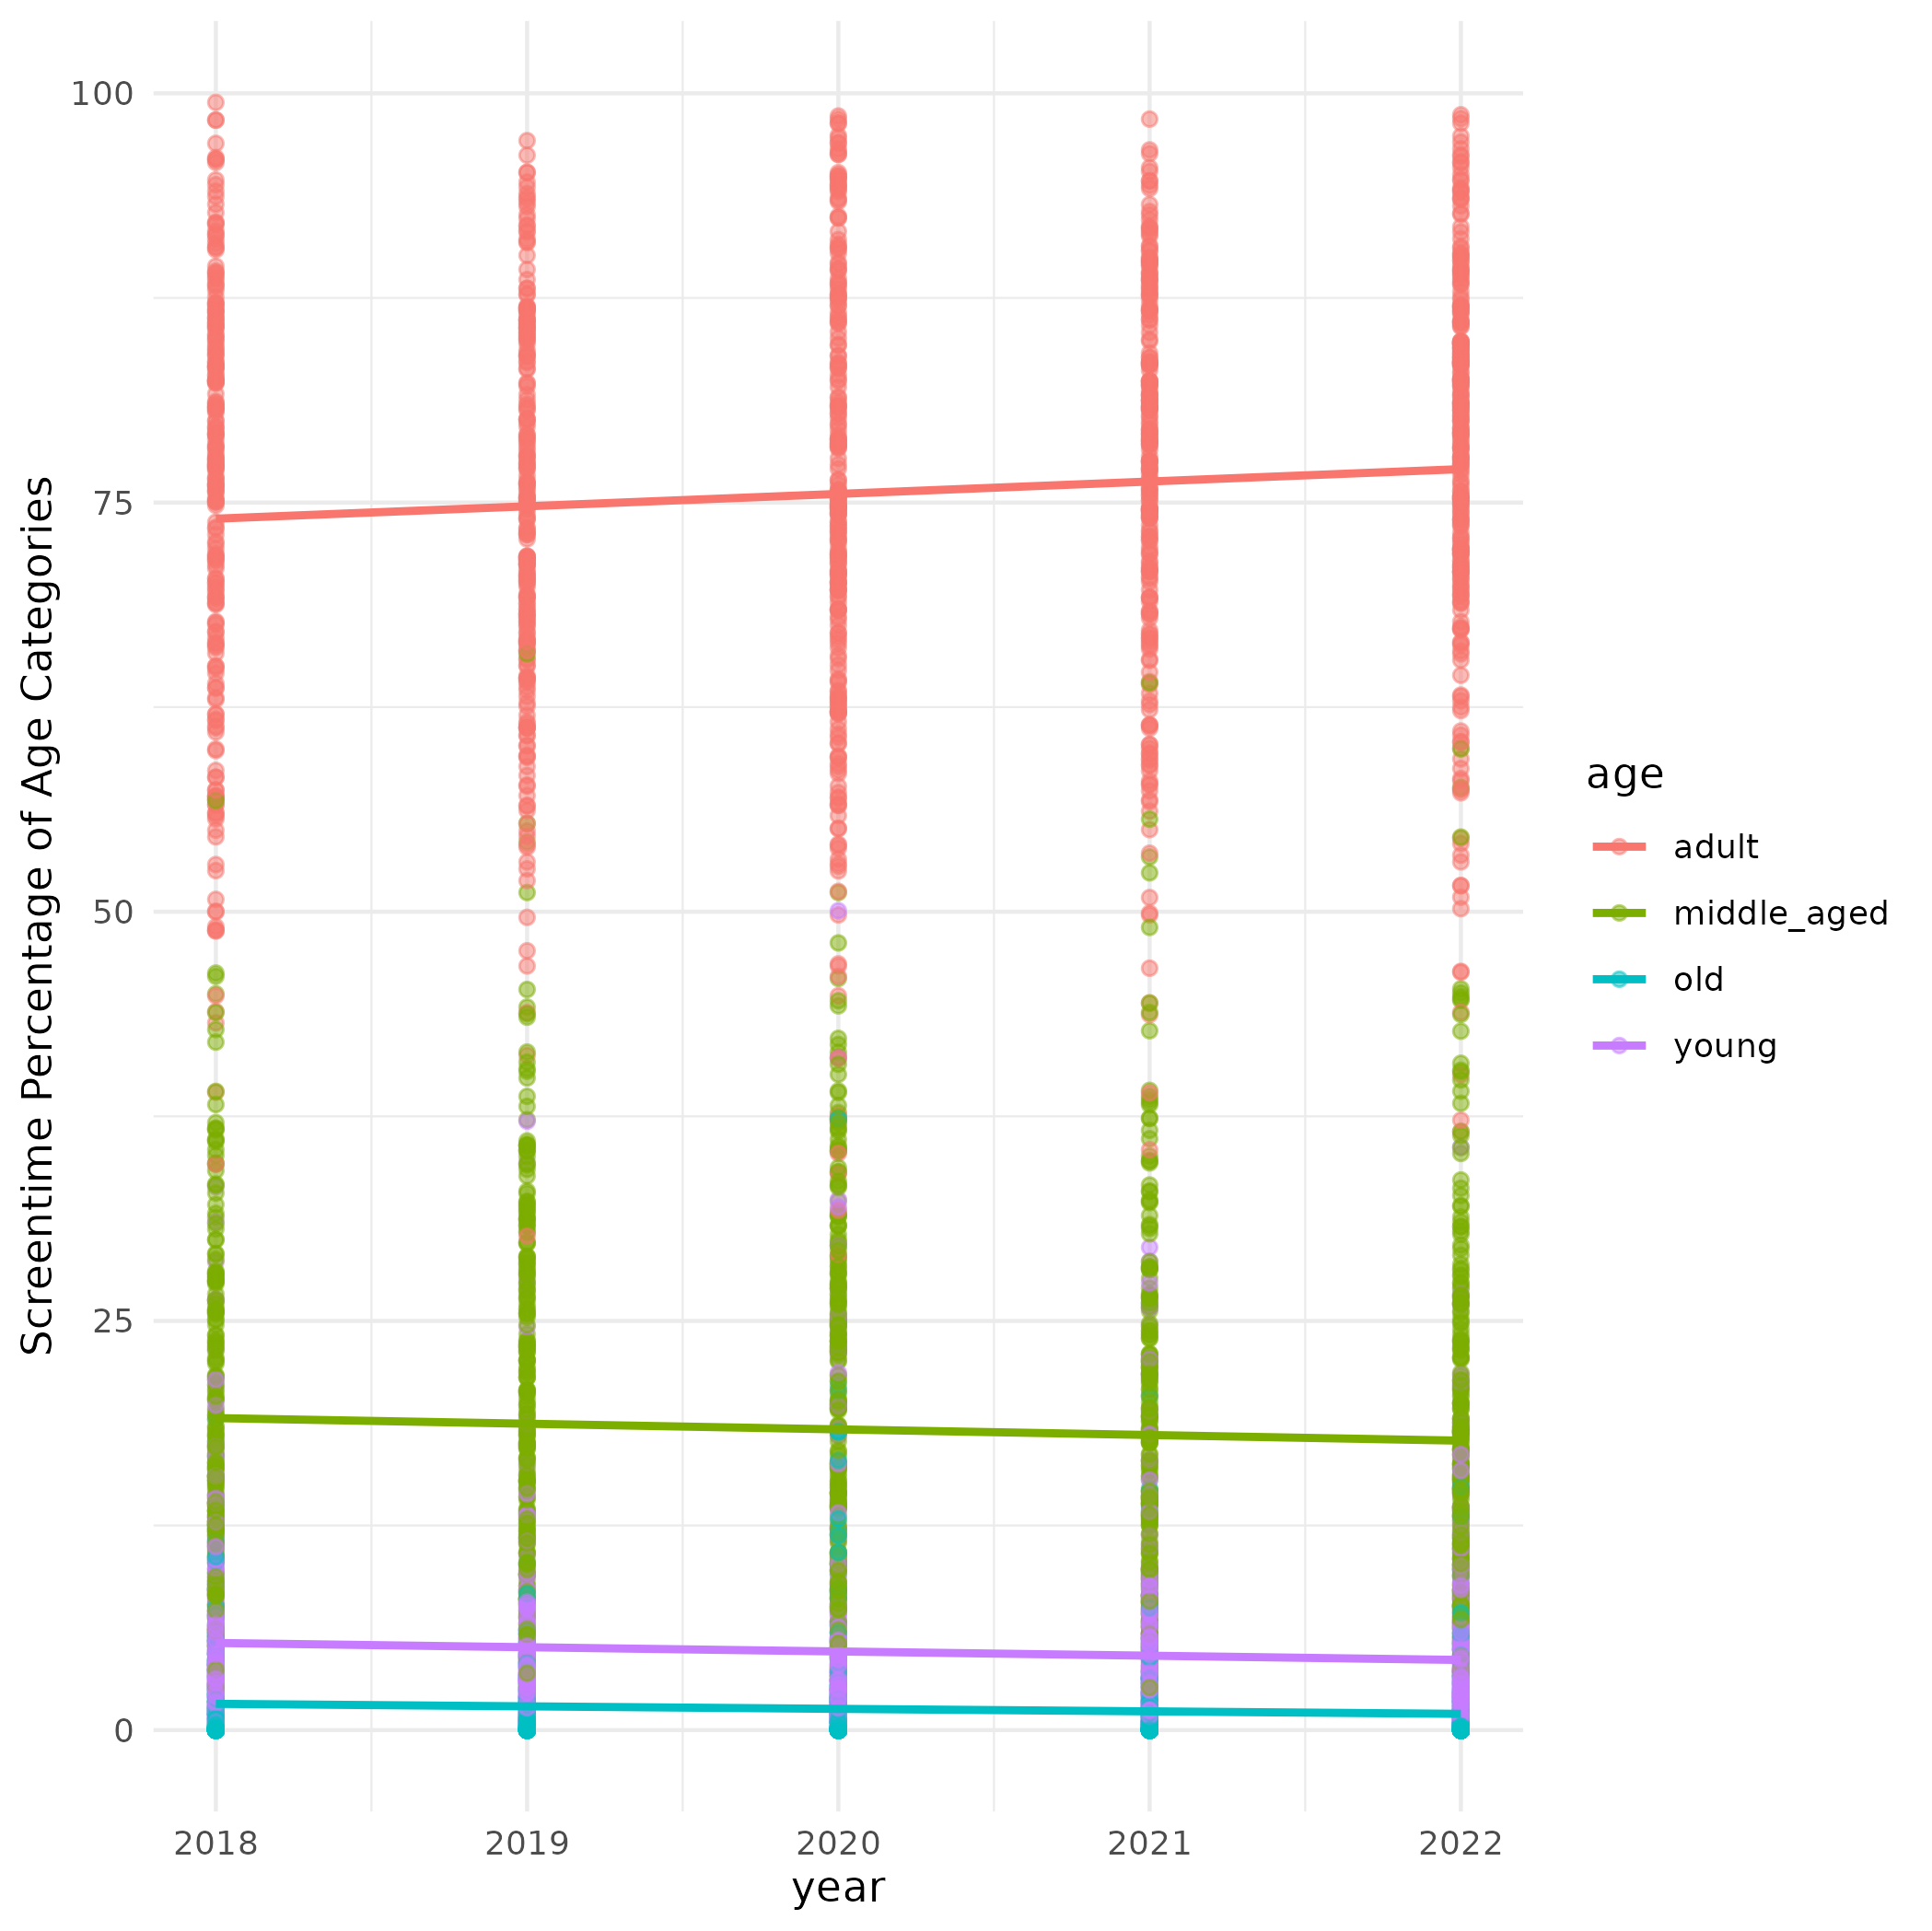 Screentime Percentage of Age Categories
100
75
50
25
0
2018
2019
2020
2021
2022
year
age
adult
middle_aged
old
young